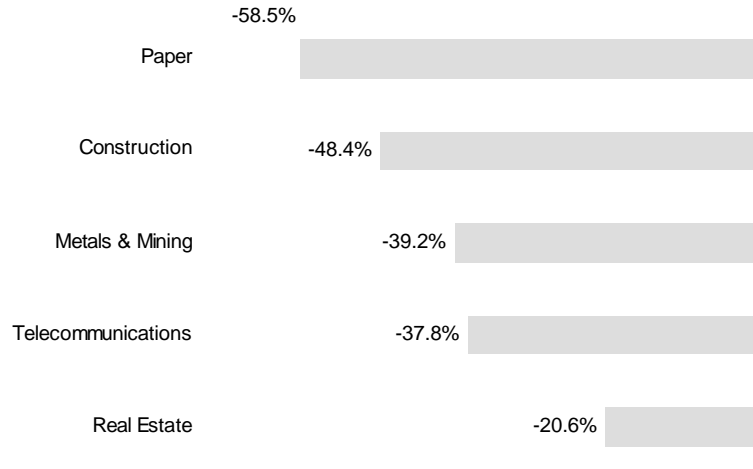 -58.5%
Paper
Construction -48.4%
Metals & Mining -39.2%
Telecommunications -37.8%
Real Estate -20.6%